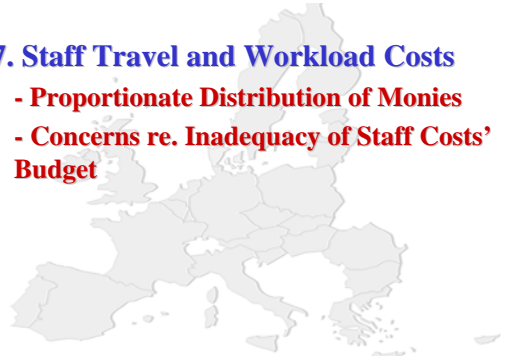 7. Staff Travel and Workload Costs
- Proportionate Distribution of Monies
- Concerns re. Inadequacy of Staff Costs’
Budget